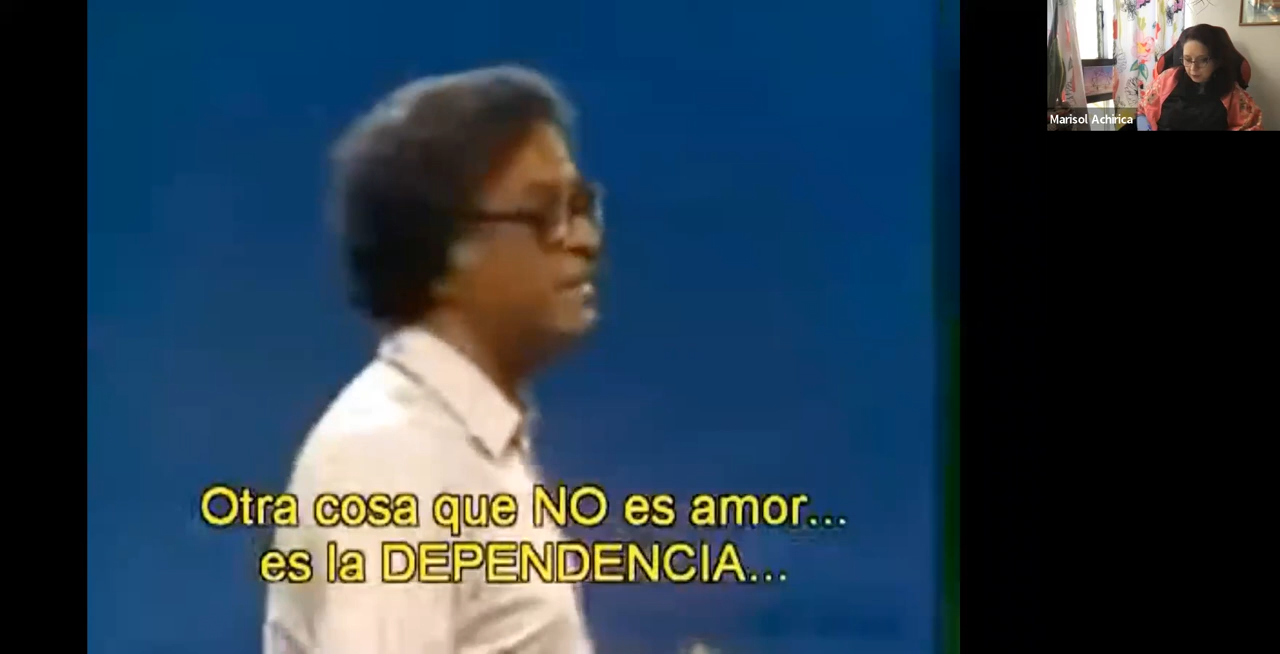 Marisol Achirica
Otra cosa que NO es amor...
es la DEPENDENCIA...